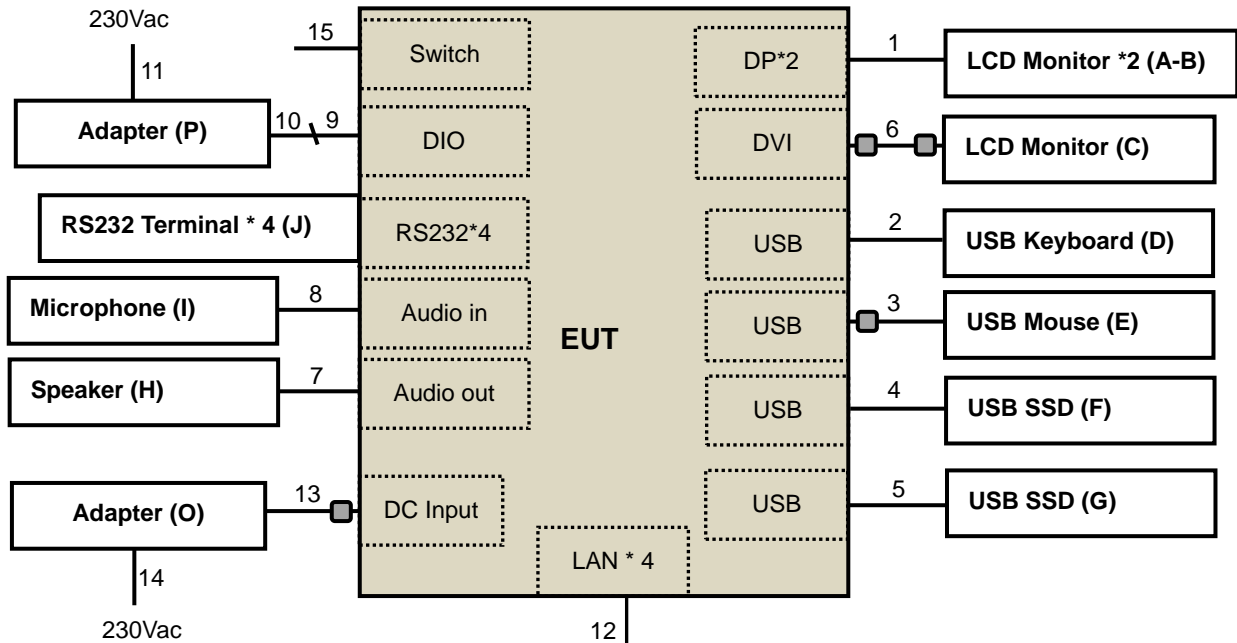 230Vac
11
Adapter (P)
10
9
15
Switch
DIO
RS232 Terminal * 4 (J)
RS232*4
Microphone (I)
8
Audio in
Speaker (H)
7
Audio out
Adapter (O)
13
DC Input
14
230Vac
EUT
LAN * 4
12
DP*2
1
LCD Monitor *2 (A-B)
DVI
6
LCD Monitor (C)
USB
2
USB Keyboard (D)
USB
3
USB Mouse (E)
USB
4
USB SSD (F)
USB
5
USB SSD (G)